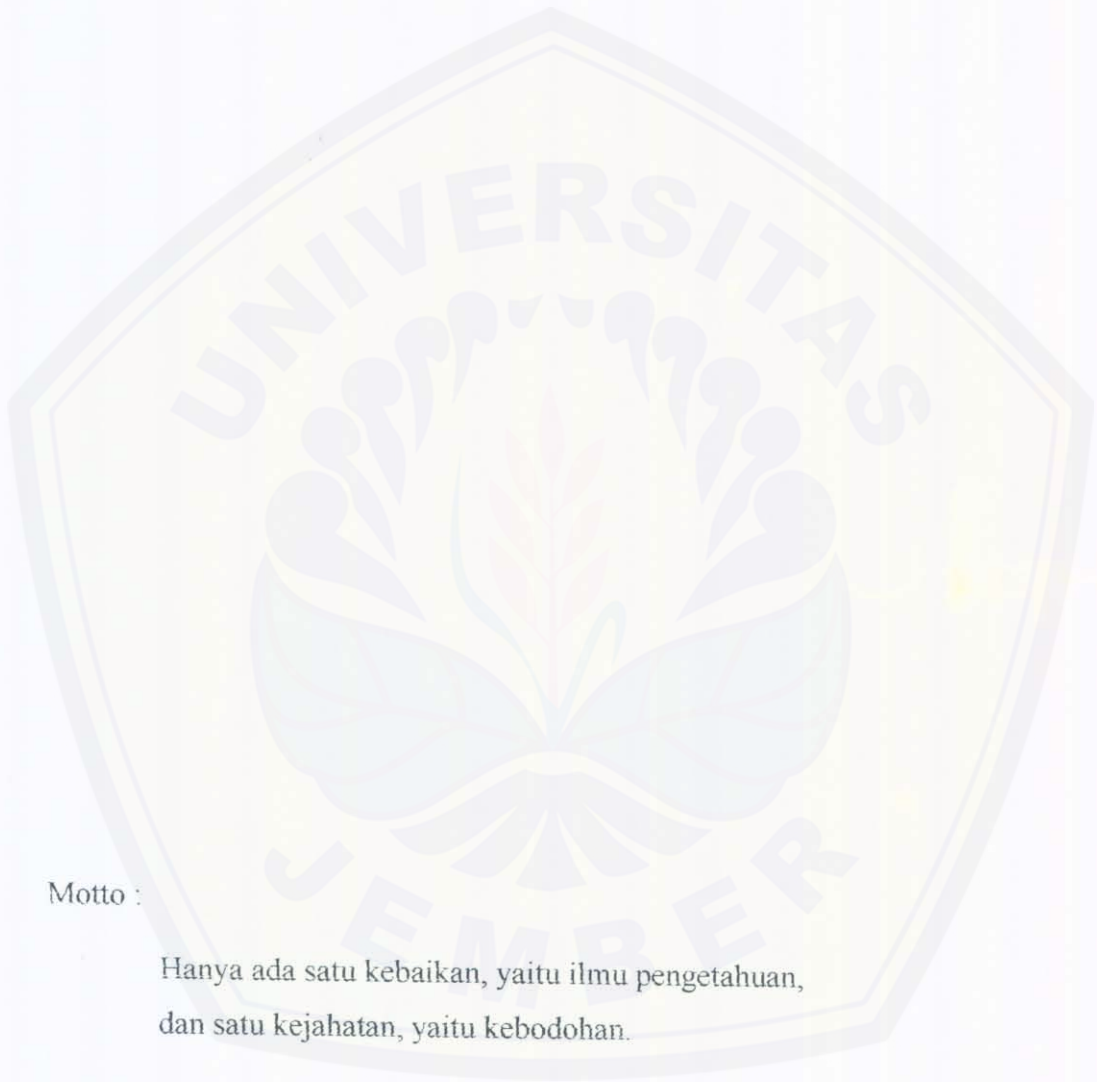 UNIVERSITAS
JEMBER
Motto :
Hanya ada satu kebaikan, yaitu ilmu pengetahuan,
dan satu kejahatan, yaitu kebodohan.